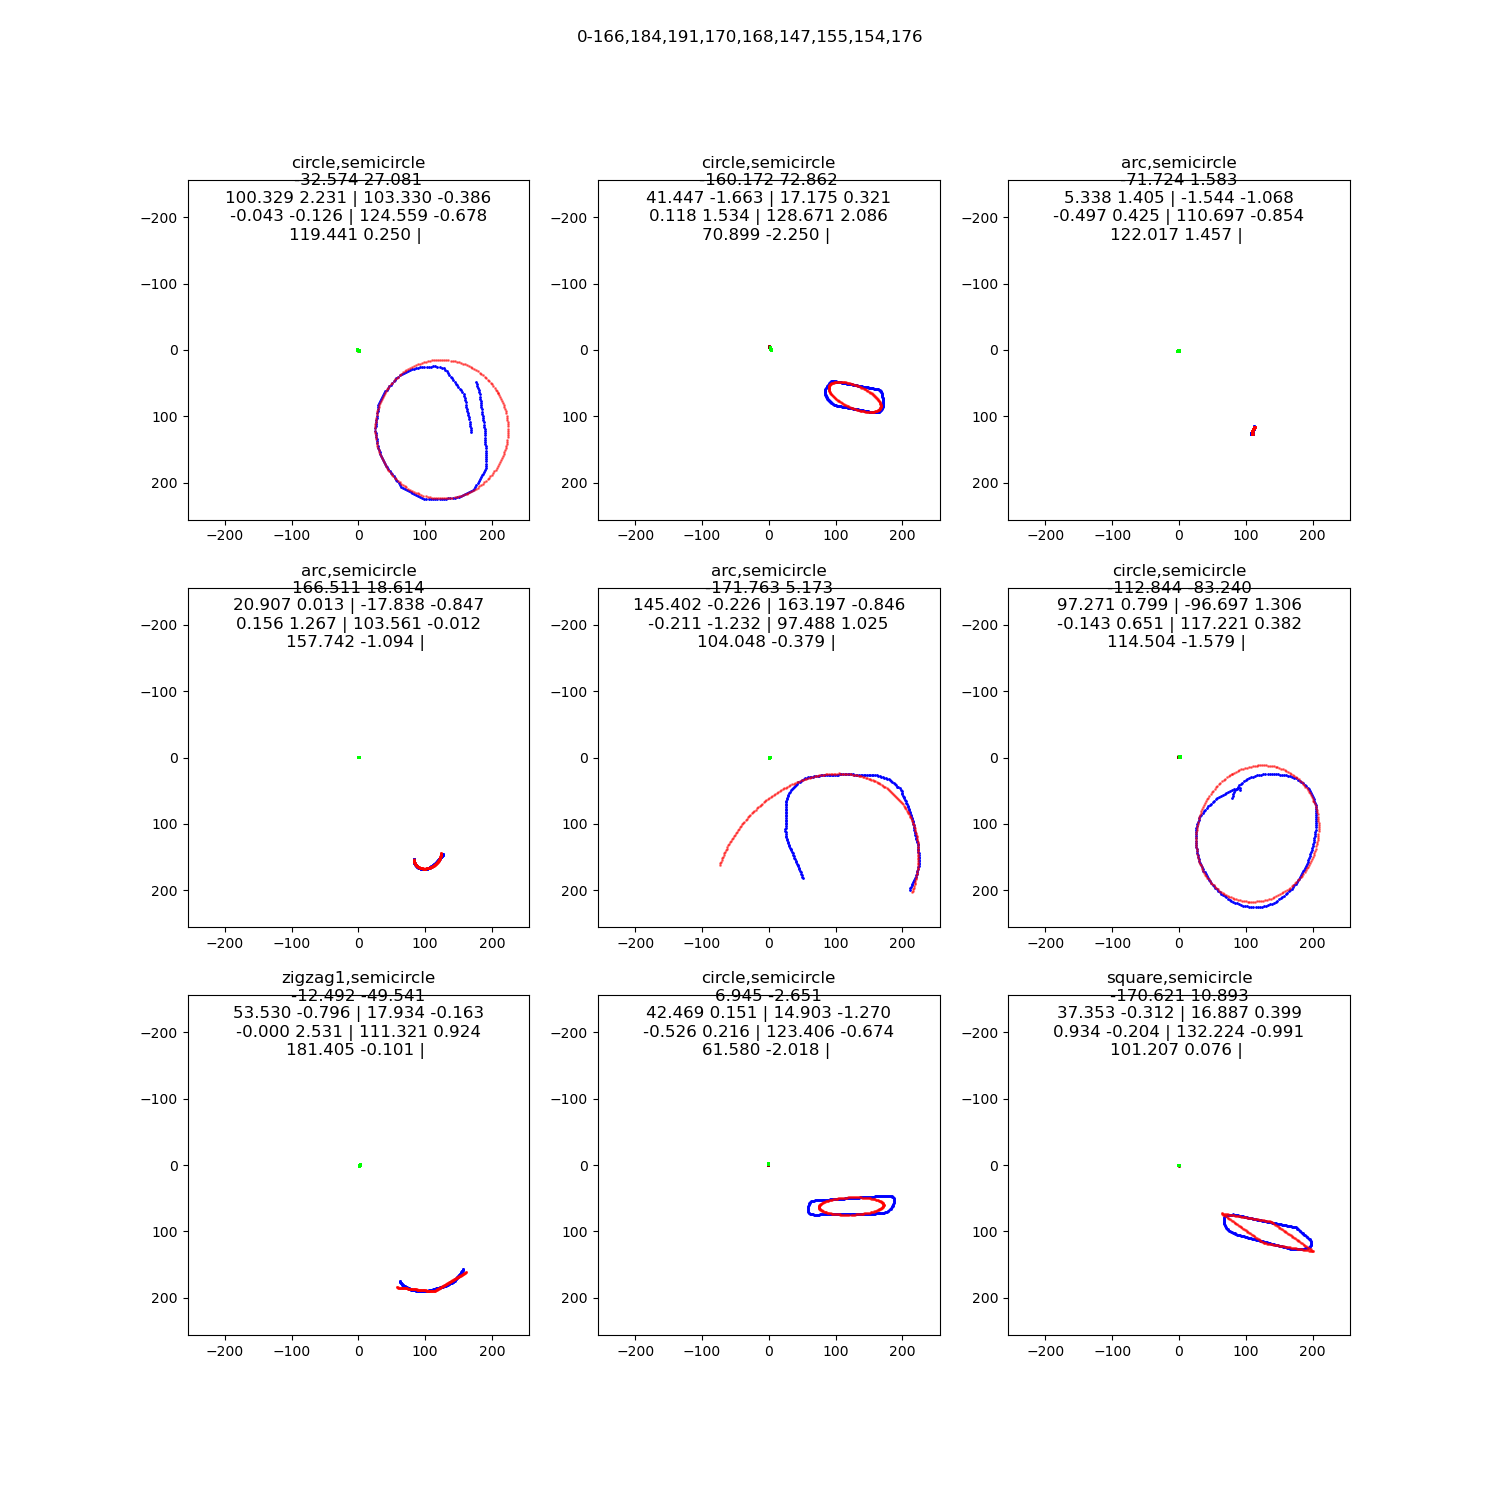 0-166,184,191,170,168,147,155,154,176
circle,semicircle
-32.574 27.081
100.329 2.231 | 103.330 -0.386
-0.043 -0.126 | 124.559 -0.678
119.441 0.250 |
−200
−100
0
100
200
−200 −100 0 100 200
circle,semicircle
-160.172 72.862
41.447 -1.663 | 17.175 0.321
0.118 1.534 | 128.671 2.086
70.899 -2.250 |
−200
−100
0
100
200
−200 −100 0 100 200
arc,semicircle
-71.724 1.583
5.338 1.405 | -1.544 -1.068
-0.497 0.425 | 110.697 -0.854
122.017 1.457 |
−200
−100
0
100
200
−200 −100 0 100 200
arc,semicircle
166.511 18.614
20.907 0.013 | -17.838 -0.847
0.156 1.267 | 103.561 -0.012
157.742 -1.094 |
−200
−100
0
100
200
−200 −100 0 100 200
arc,semicircle
-171.763 5.173
145.402 -0.226 | 163.197 -0.846
-0.211 -1.232 | 97.488 1.025
104.048 -0.379 |
−200
−100
0
100
200
−200 −100 0 100 200
circle,semicircle
-112.844 -83.240
97.271 0.799 | -96.697 1.306
-0.143 0.651 | 117.221 0.382
114.504 -1.579 |
−200
−100
0
100
200
−200 −100 0 100 200
zigzag1,semicircle
-12.492 -49.541
53.530 -0.796 | 17.934 -0.163
-0.000 2.531 | 111.321 0.924
181.405 -0.101 |
−200
−100
0
100
200
−200 −100 0 100 200
circle,semicircle
6.945 -2.651
42.469 0.151 | 14.903 -1.270
-0.526 0.216 | 123.406 -0.674
61.580 -2.018 |
−200
−100
0
100
200
−200 −100 0 100 200
square,semicircle
-170.621 10.893
37.353 -0.312 | 16.887 0.399
0.934 -0.204 | 132.224 -0.991
101.207 0.076 |
−200
−100
0
100
200
−200 −100 0 100 200